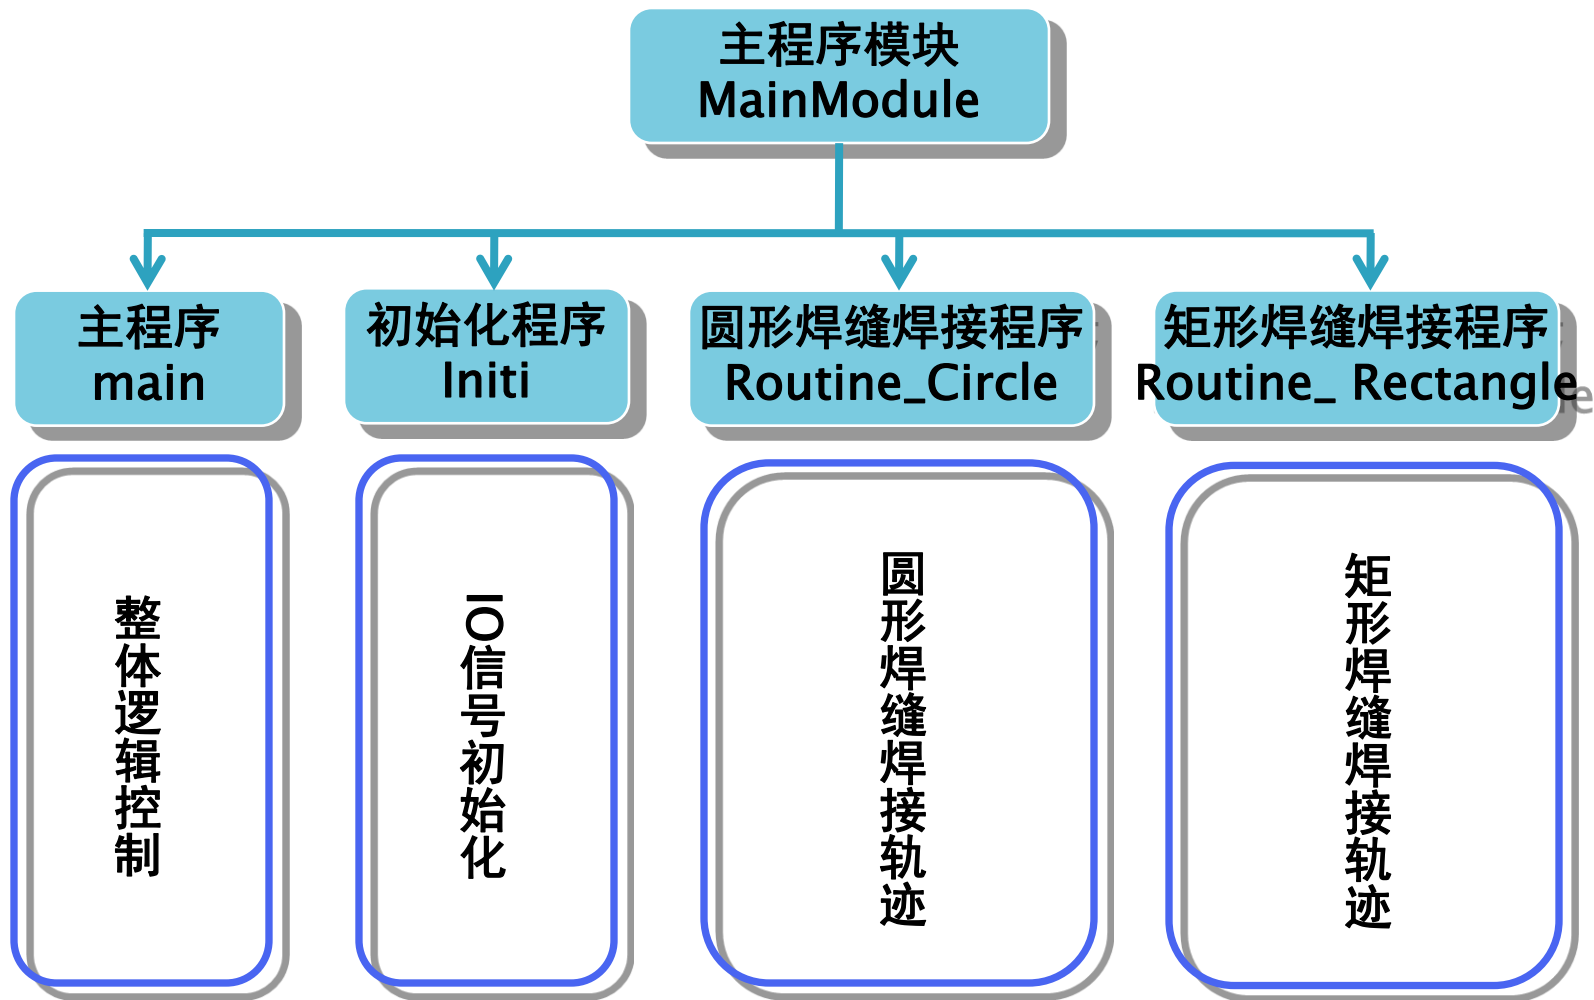 主程序模块
MainModule
主程序
main
初始化程序
Initi
圆形焊缝焊接程序
Routine_Circle
矩形焊缝焊接程序
Routine_ Rectangle
整体逻辑控制
IO信号初始化
圆形焊缝焊接轨迹
矩形焊缝焊接轨迹